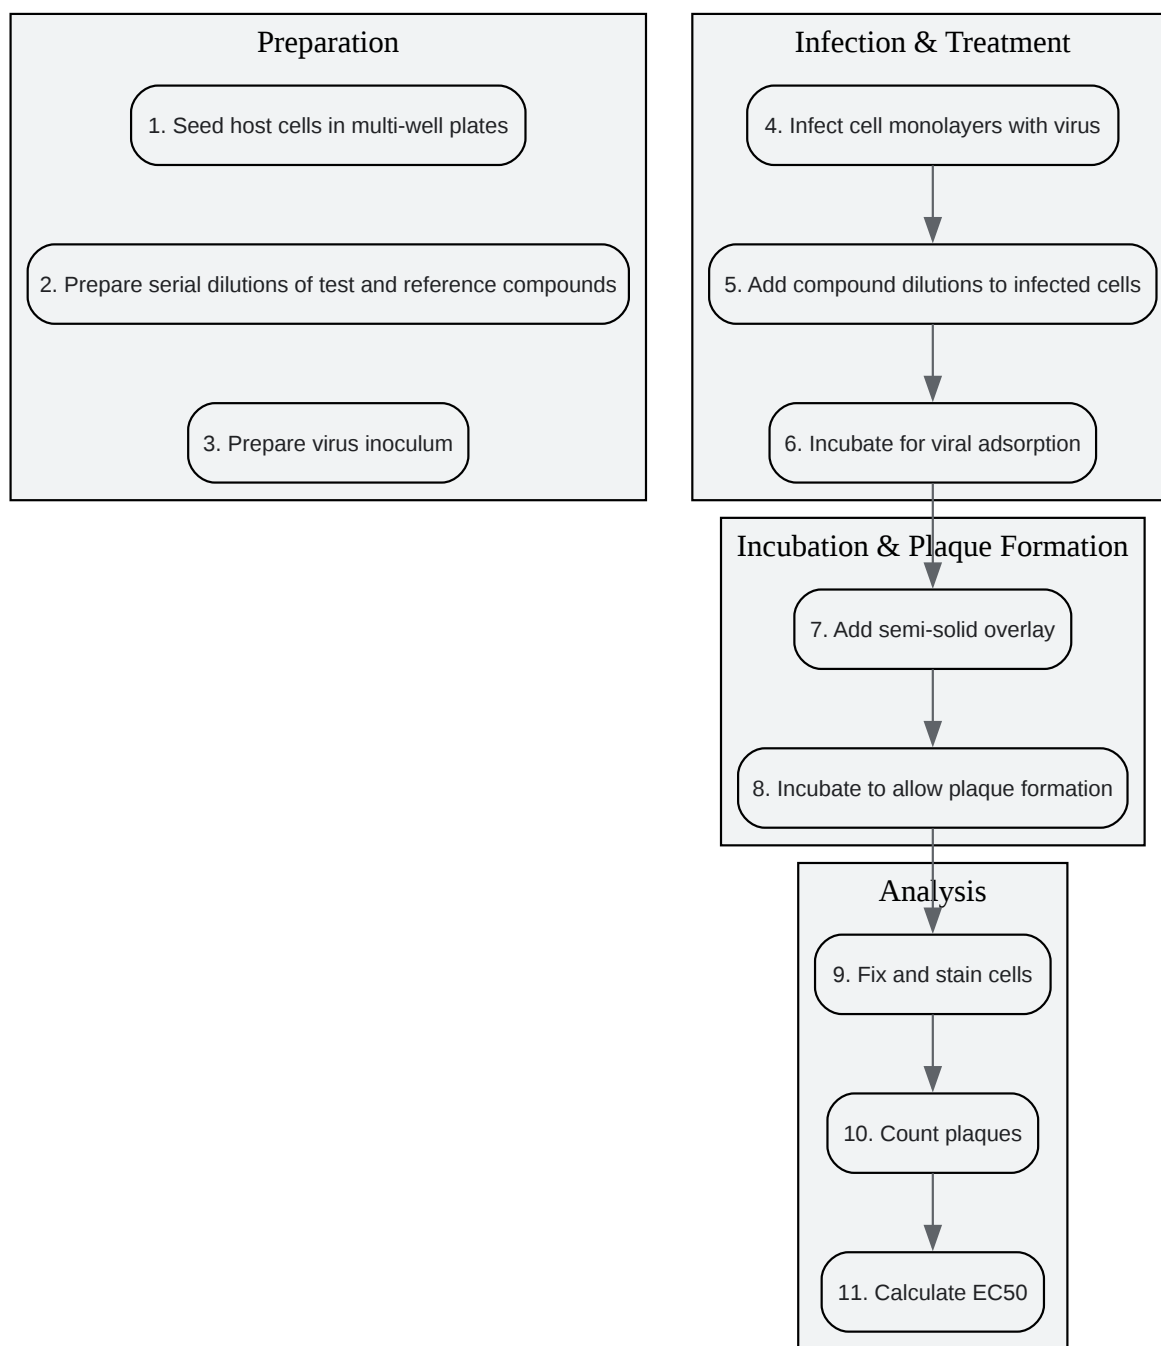 Preparation
1. Seed host cells in multi-well plates
2. Prepare serial dilutions of test and reference compounds
3. Prepare virus inoculum
Infection & Treatment
4. Infect cell monolayers with virus
5. Add compound dilutions to infected cells
6. Incubate for viral adsorption
Incubation & Plaque Formation
7. Add semi-solid overlay
8. Incubate to allow plaque formation
Analysis
9. Fix and stain cells
10. Count plaques
11. Calculate EC50